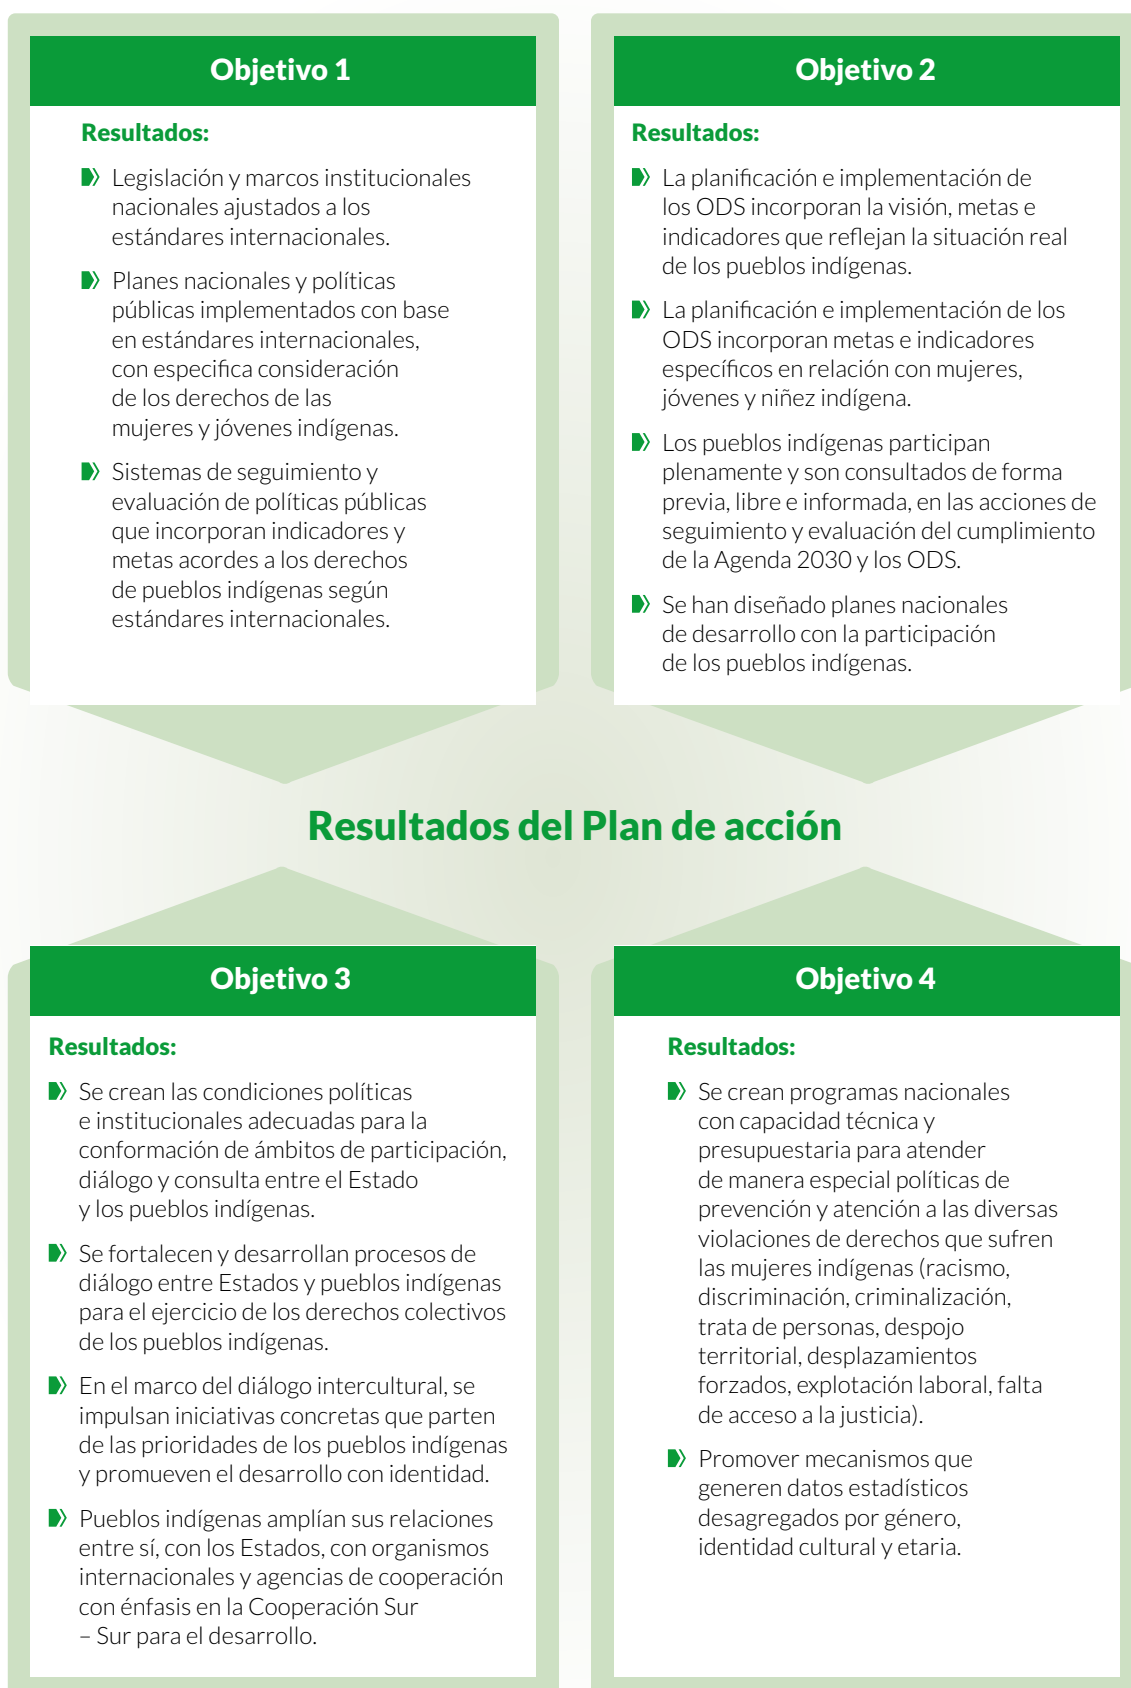 Objetivo 1
Resultados:
Legislación y marcos institucionales
nacionales ajustados a los
estándares internacionales.
Planes nacionales y políticas
públicas implementados con base
en estándares internacionales,
con especifica consideración
de los derechos de las
mujeres y jóvenes indígenas.
Sistemas de seguimiento y
evaluación de políticas públicas
que incorporan indicadores y
metas acordes a los derechos
de pueblos indígenas según
estándares internacionales.
Objetivo 2
Resultados:
La planificación e implementación de
los ODS incorporan la visión, metas e
indicadores que reflejan la situación real
de los pueblos indígenas.
La planificación e implementación de los
ODS incorporan metas e indicadores
específicos en relación con mujeres,
jóvenes y niñez indígena.
Los pueblos indígenas participan
plenamente y son consultados de forma
previa, libre e informada, en las acciones de
seguimiento y evaluación del cumplimiento
de la Agenda 2030 y los ODS.
Se han diseñado planes nacionales
de desarrollo con la participación
de los pueblos indígenas.
Resultados del Plan de acción
Objetivo 3
Resultados:
Se crean las condiciones políticas
e institucionales adecuadas para la
conformación de ámbitos de participación,
diálogo y consulta entre el Estado
y los pueblos indígenas.
Se fortalecen y desarrollan procesos de
diálogo entre Estados y pueblos indígenas
para el ejercicio de los derechos colectivos
de los pueblos indígenas.
En el marco del diálogo intercultural, se
impulsan iniciativas concretas que parten
de las prioridades de los pueblos indígenas
y promueven el desarrollo con identidad.
Pueblos indígenas amplían sus relaciones
entre sí, con los Estados, con organismos
internacionales y agencias de cooperación
con énfasis en la Cooperación Sur
– Sur para el desarrollo.
Objetivo 4
Resultados:
Se crean programas nacionales
con capacidad técnica y
presupuestaria para atender
de manera especial políticas de
prevención y atención a las diversas
violaciones de derechos que sufren
las mujeres indígenas (racismo,
discriminación, criminalización,
trata de personas, despojo
territorial, desplazamientos
forzados, explotación laboral, falta
de acceso a la justicia).
Promover mecanismos que
generen datos estadísticos
desagregados por género,
identidad cultural y etaria.